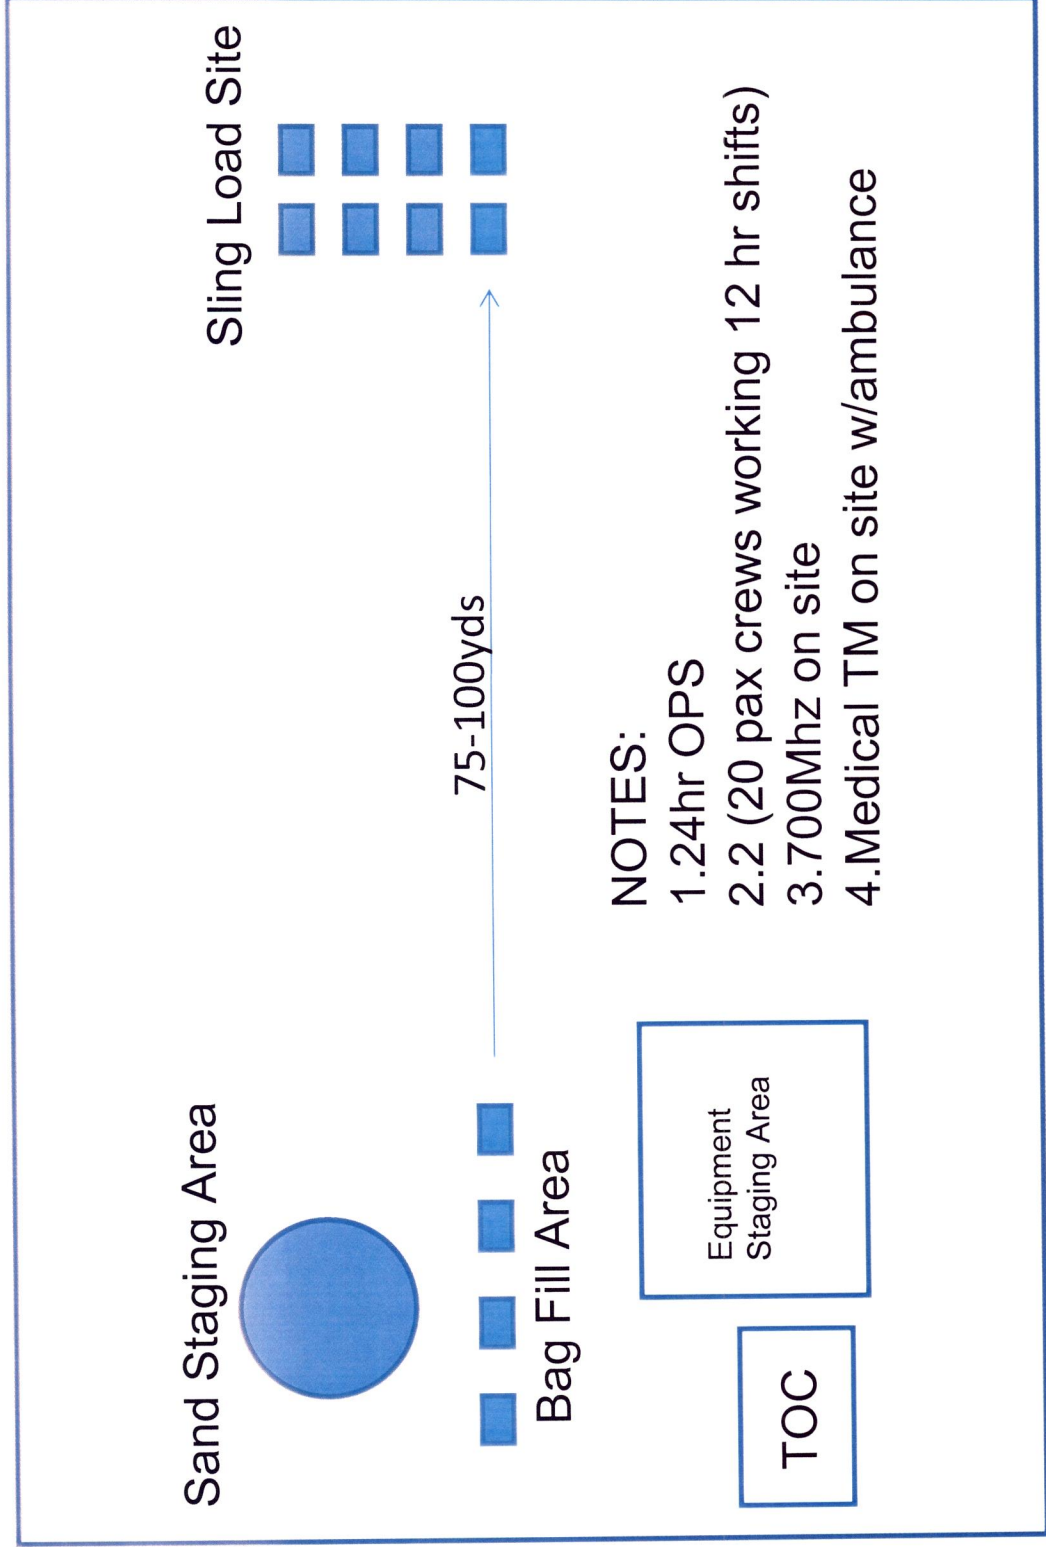 Sand Staging Area
Sling Load Site
75-100yds
Bag Fill Area
Equipment
Staging Area
TOC
NOTES:
1.24hr OPS
2.2 (20 pax crews working 12 hr shifts)
3.700Mhz on site
4.Medical TM on site w/ambulance